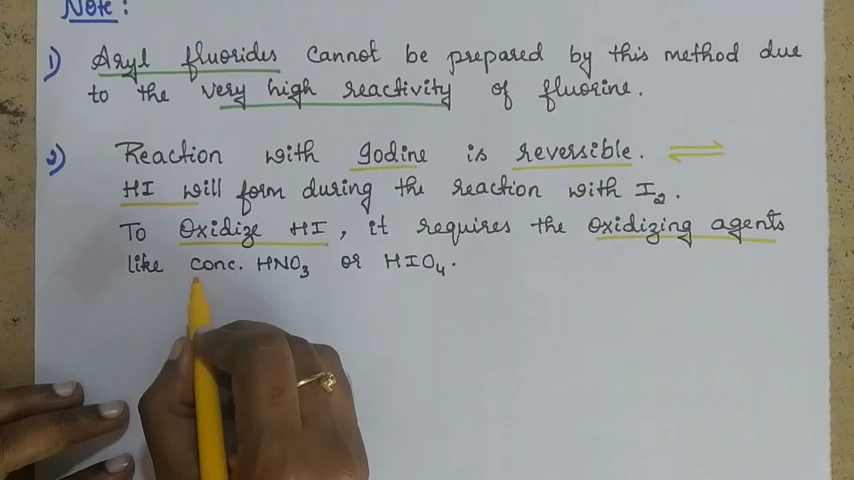 Note:
1) Aryl fluorides cannot be prepared by this method due
to the very high reactivity of fluorine.
2) Reaction with Iodine is reversible. ⇌
HI will form during the reaction with I₂.
To Oxidize HI, it requires the oxidizing agents
like conc. HNO₃ or HIO₄.